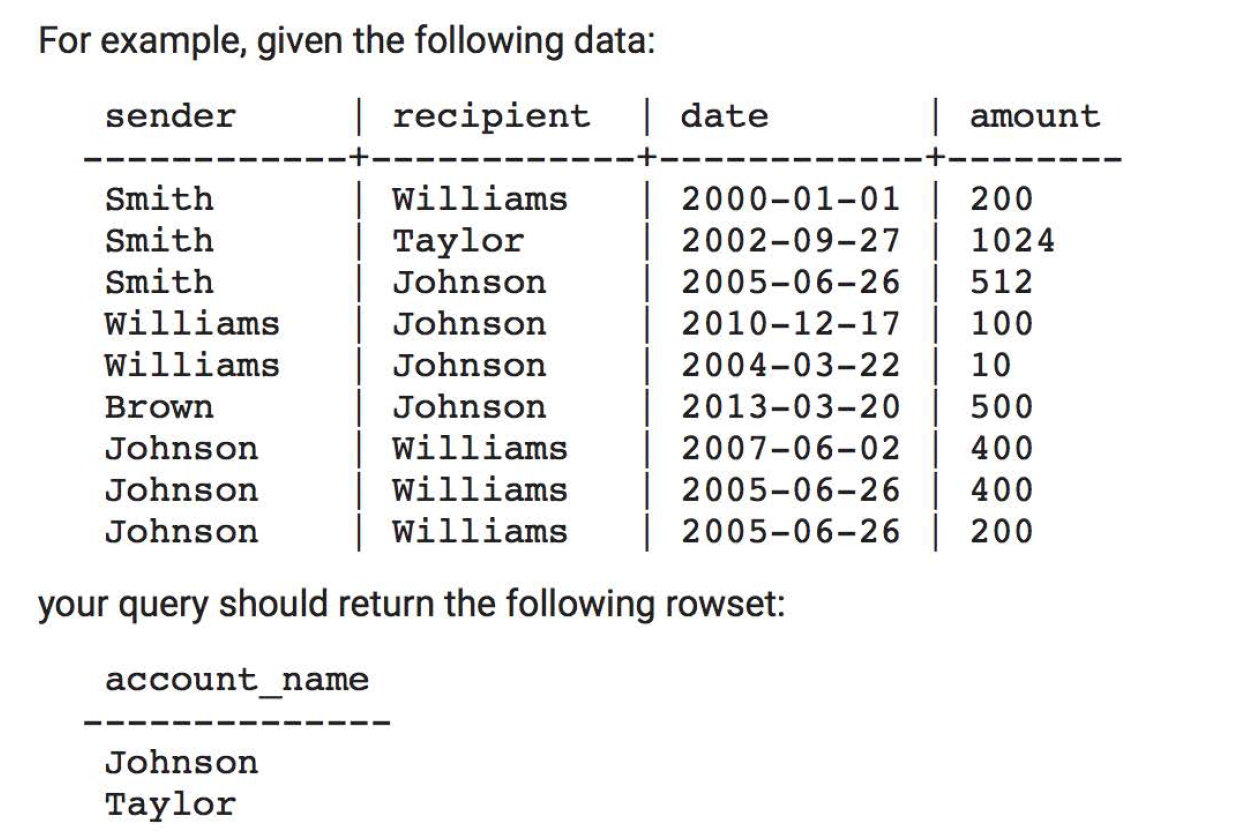 For example, given the following data:
sender | recipient | date | amount
------------+------------+------------+--------
Smith | Williams | 2000-01-01 | 200
Smith | Taylor | 2002-09-27 | 1024
Smith | Johnson | 2005-06-26 | 512
Williams | Johnson | 2010-12-17 | 100
Williams | Johnson | 2004-03-22 | 10
Brown | Johnson | 2013-03-20 | 500
Johnson | Williams | 2007-06-02 | 400
Johnson | Williams | 2005-06-26 | 400
Johnson | Williams | 2005-06-26 | 200
your query should return the following rowset:
account_name
--------------
Johnson
Taylor